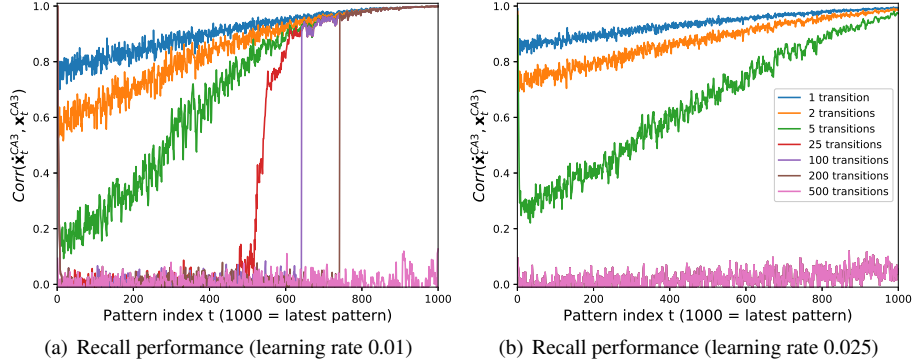 1.0
0.8
0.6
0.4
0.2
0.0
Corr(ẋ_t^CA3, x_t^CA3)
0 200 400 600 800 1000
Pattern index t (1000 = latest pattern)
(a) Recall performance (learning rate 0.01)
1.0
0.8
0.6
0.4
0.2
0.0
Corr(ẋ_t^CA3, x_t^CA3)
1 transition
2 transitions
5 transitions
25 transitions
100 transitions
200 transitions
500 transitions
0 200 400 600 800 1000
Pattern index t (1000 = latest pattern)
(b) Recall performance (learning rate 0.025)